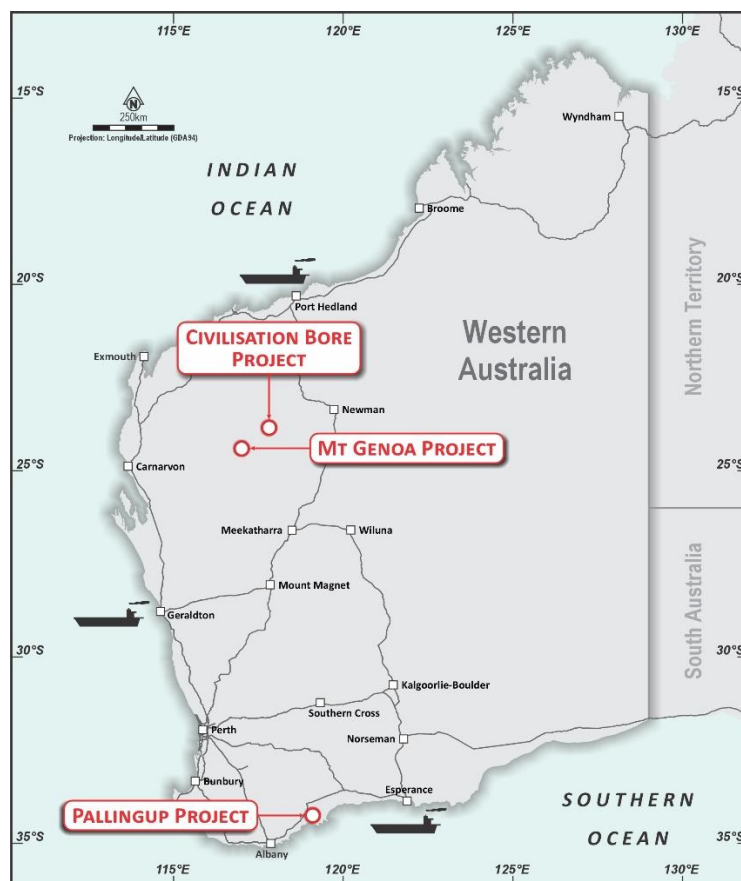 115°E
120°E
125°E
130°E
15°S
15°S
N
250km
Projection: Longitude/Latitude (GDA94)
Wyndham
INDIAN
OCEAN
Broome
20°S
20°S
Port Hedland
CIVILISATION BORE
PROJECT
Western
Australia
Northern Territory
Exmouth
Newman
MT GENOA PROJECT
Carnarvon
25°S
25°S
Meekatharra
Wiluna
Mount Magnet
Geraldton
South Australia
30°S
30°S
Kalgoorlie-Boulder
Southern Cross
Perth
Norseman
Bunbury
Esperance
PALLINGUP PROJECT
SOUTHERN
OCEAN
35°S
35°S
Albany
115°E
120°E
125°E
130°E